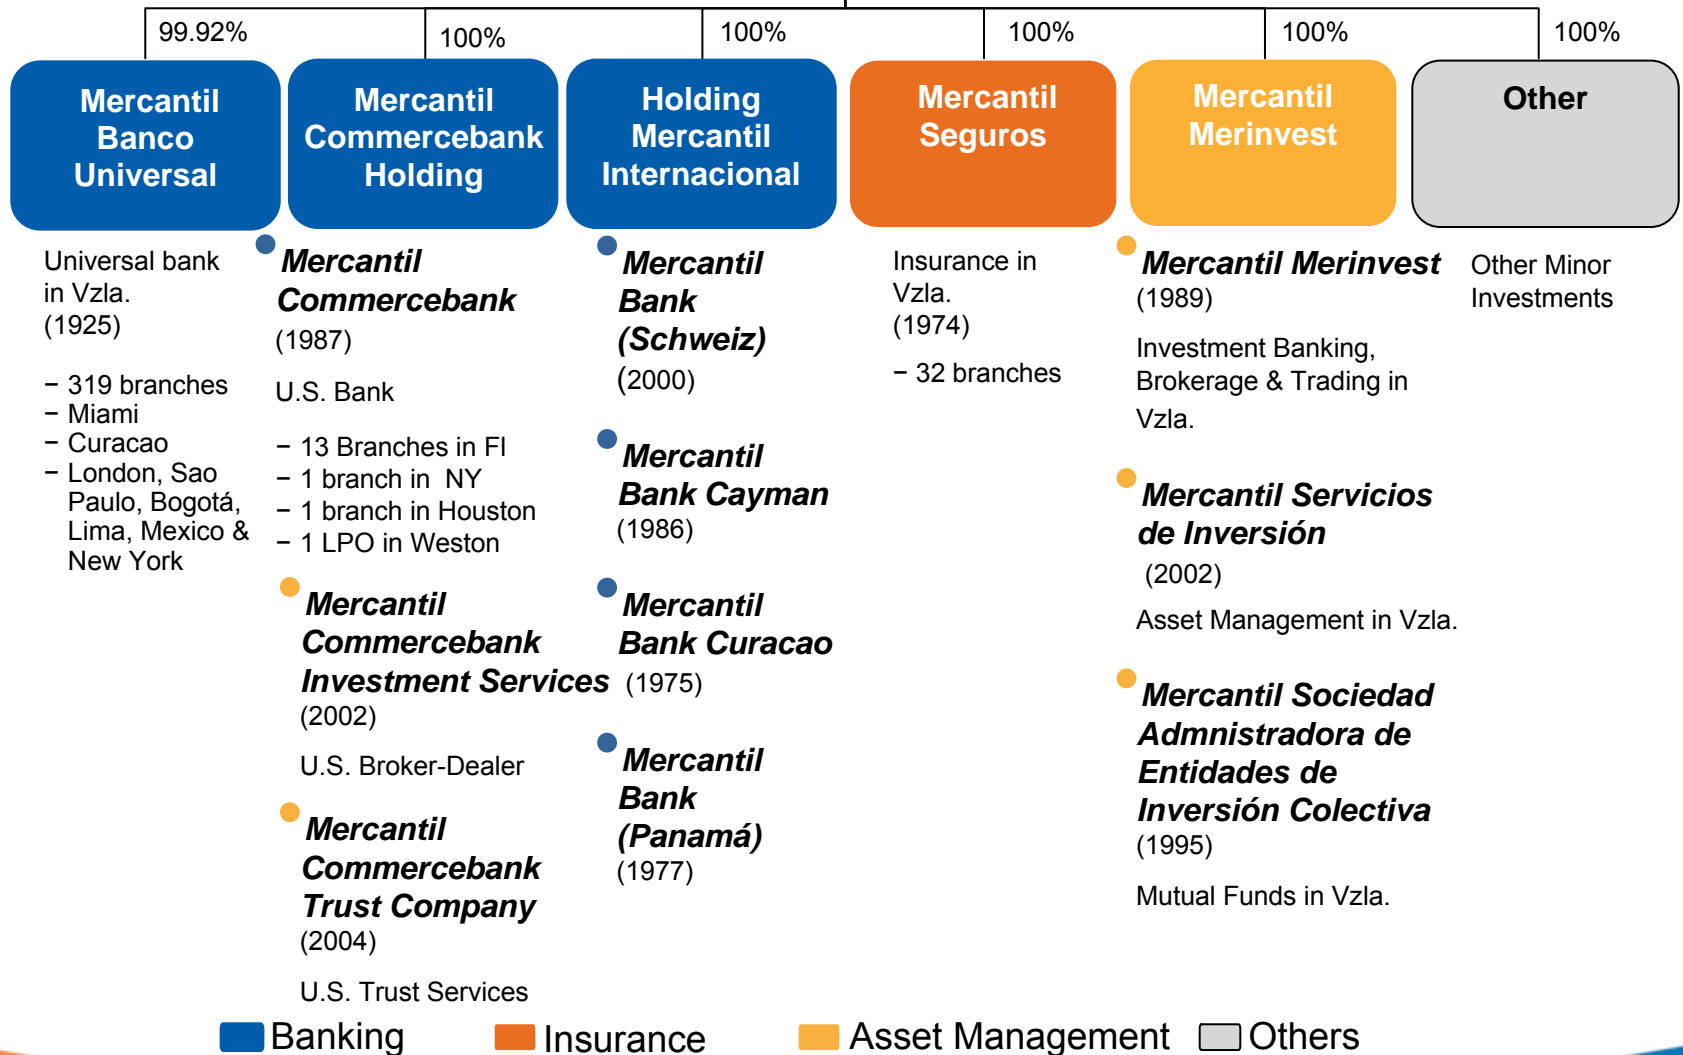 99.92%
100%
100%
100%
100%
100%
Mercantil
Banco
Universal
Mercantil
Commercebank
Holding
Holding
Mercantil
Internacional
Mercantil
Seguros
Mercantil
Merinvest
Other
Universal bank
in Vzla.
(1925)
− 319 branches
− Miami
− Curacao
− London, Sao
Paulo, Bogotá,
Lima, Mexico &
New York
Mercantil
Commercebank
(1987)
U.S. Bank
− 13 Branches in Fl
− 1 branch in NY
− 1 branch in Houston
− 1 LPO in Weston
Mercantil
Commercebank
Investment Services
(2002)
U.S. Broker-Dealer
Mercantil
Commercebank
Trust Company
(2004)
U.S. Trust Services
Mercantil
Bank
(Schweiz)
(2000)
Mercantil
Bank Cayman
(1986)
Mercantil
Bank Curacao
(1975)
Mercantil
Bank
(Panamá)
(1977)
Insurance in
Vzla.
(1974)
− 32 branches
Mercantil Merinvest
(1989)
Investment Banking,
Brokerage & Trading in
Vzla.
Mercantil Servicios
de Inversión
(2002)
Asset Management in Vzla.
Mercantil Sociedad
Admnistradora de
Entidades de
Inversión Colectiva
(1995)
Mutual Funds in Vzla.
Other Minor
Investments
Banking
Insurance
Asset Management
Others